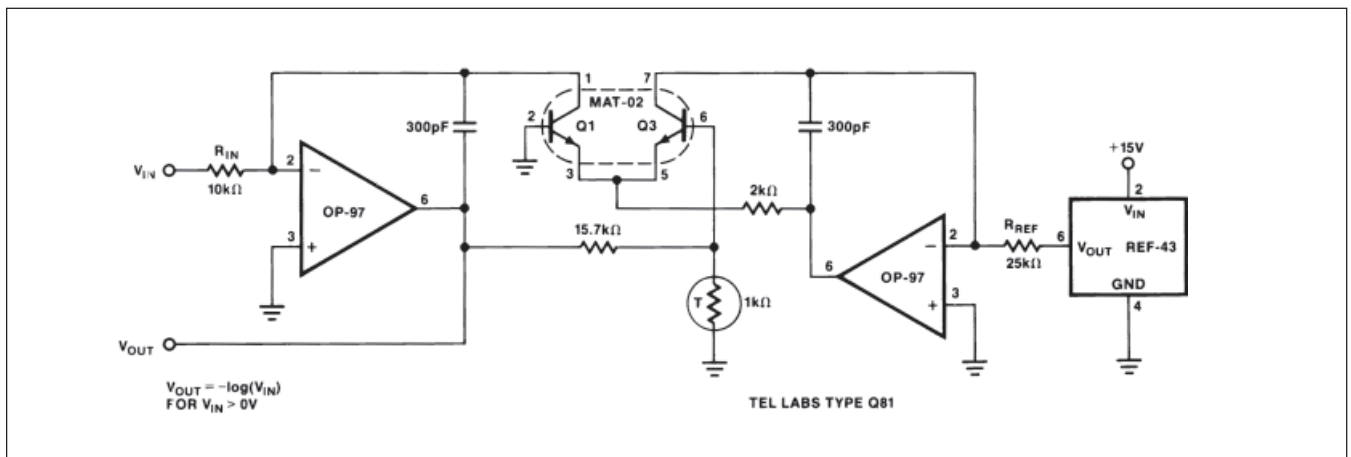 1
7
MAT-02
2
Q1
Q3
6
3
5
300pF
300pF
+15V
2
VIN
RIN
10kΩ
2
−
OP-97
6
3
+
VIN
VOUT
REF-43
6
GND
4
2kΩ
15.7kΩ
RREF
25kΩ
2
−
OP-97
6
+
3
T
1kΩ
VOUT
VOUT = −log(VIN)
FOR VIN > 0V
TEL LABS TYPE Q81